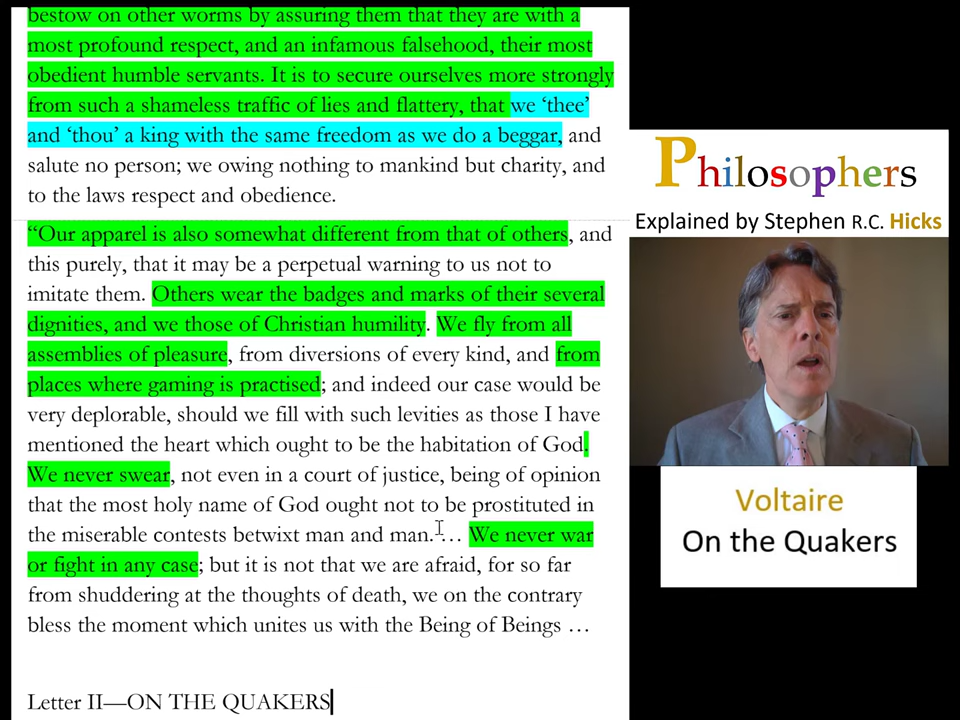 bestow on other worms by assuring them that they are with a
most profound respect, and an infamous falsehood, their most
obedient humble servants. It is to secure ourselves more strongly
from such a shameless traffic of lies and flattery, that we ‘thee’
and ‘thou’ a king with the same freedom as we do a beggar, and
salute no person; we owing nothing to mankind but charity, and
to the laws respect and obedience.
“Our apparel is also somewhat different from that of others, and
this purely, that it may be a perpetual warning to us not to
imitate them. Others wear the badges and marks of their several
dignities, and we those of Christian humility. We fly from all
assemblies of pleasure, from diversions of every kind, and from
places where gaming is practised; and indeed our case would be
very deplorable, should we fill with such levities as those I have
mentioned the heart which ought to be the habitation of God.
We never swear, not even in a court of justice, being of opinion
that the most holy name of God ought not to be prostituted in
the miserable contests betwixt man and man. … We never war
or fight in any case; but it is not that we are afraid, for so far
from shuddering at the thoughts of death, we on the contrary
bless the moment which unites us with the Being of Beings …
Letter II—ON THE QUAKERS
Philosophers
Explained by Stephen R.C. Hicks
Voltaire
On the Quakers